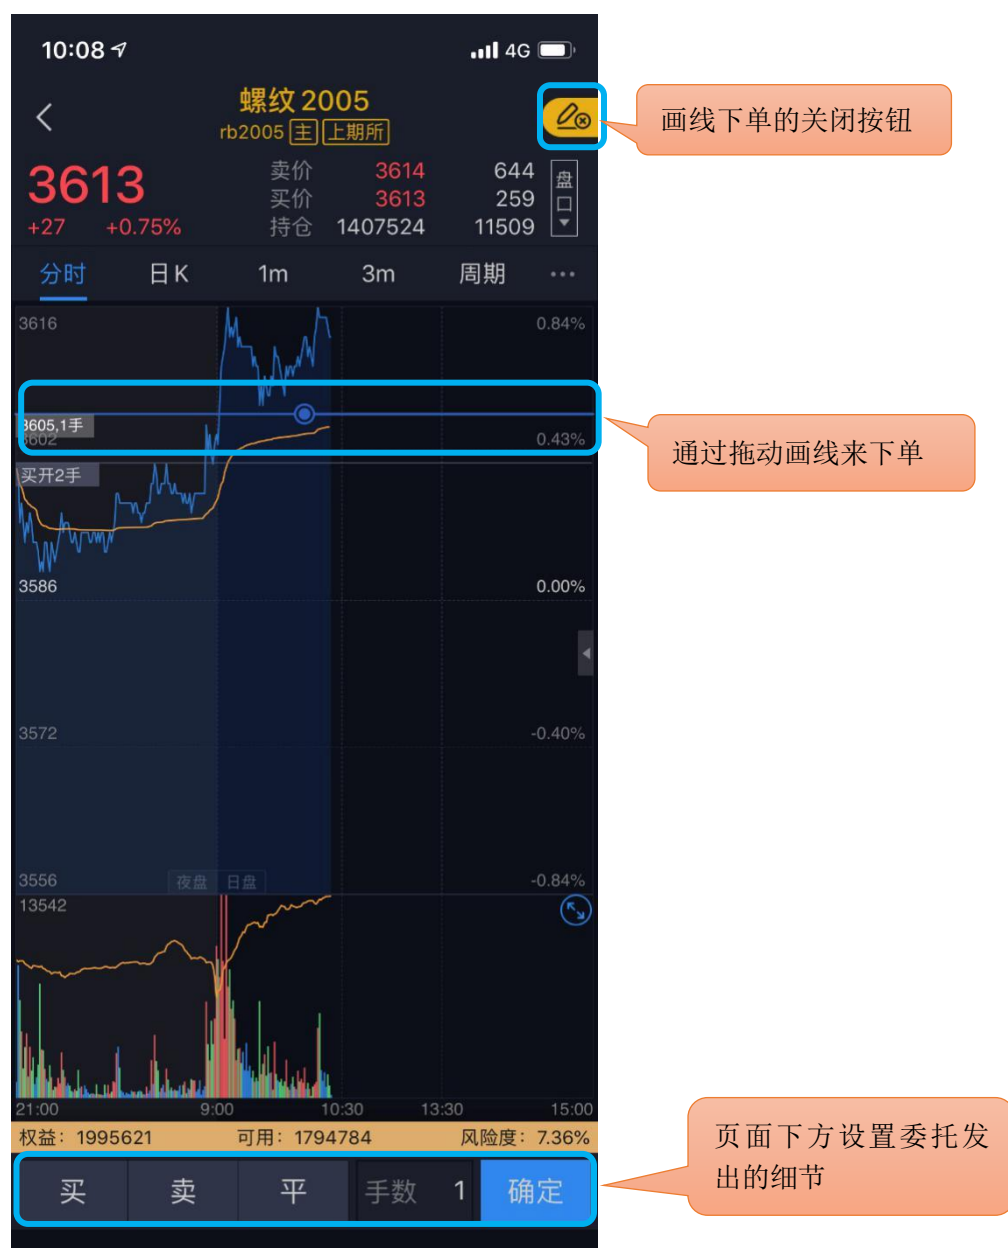 10:08
4G
螺纹 2005
rb2005 主 上期所
画线下单的关闭按钮
3613
+27 +0.75%
卖价 3614 644
买价 3613 259
持仓 1407524 11509
盘口
分时 日K 1m 3m 周期 ...
3616 0.84%
3605,1手
3602 0.43%
买开2手
通过拖动画线来下单
3586 0.00%
3572 -0.40%
3556 夜盘 日盘 -0.84%
13542
21:00 9:00 10:30 13:30 15:00
权益：1995621 可用：1794784 风险度：7.36%
买 卖 平 手数 1 确定
页面下方设置委托发
出的细节